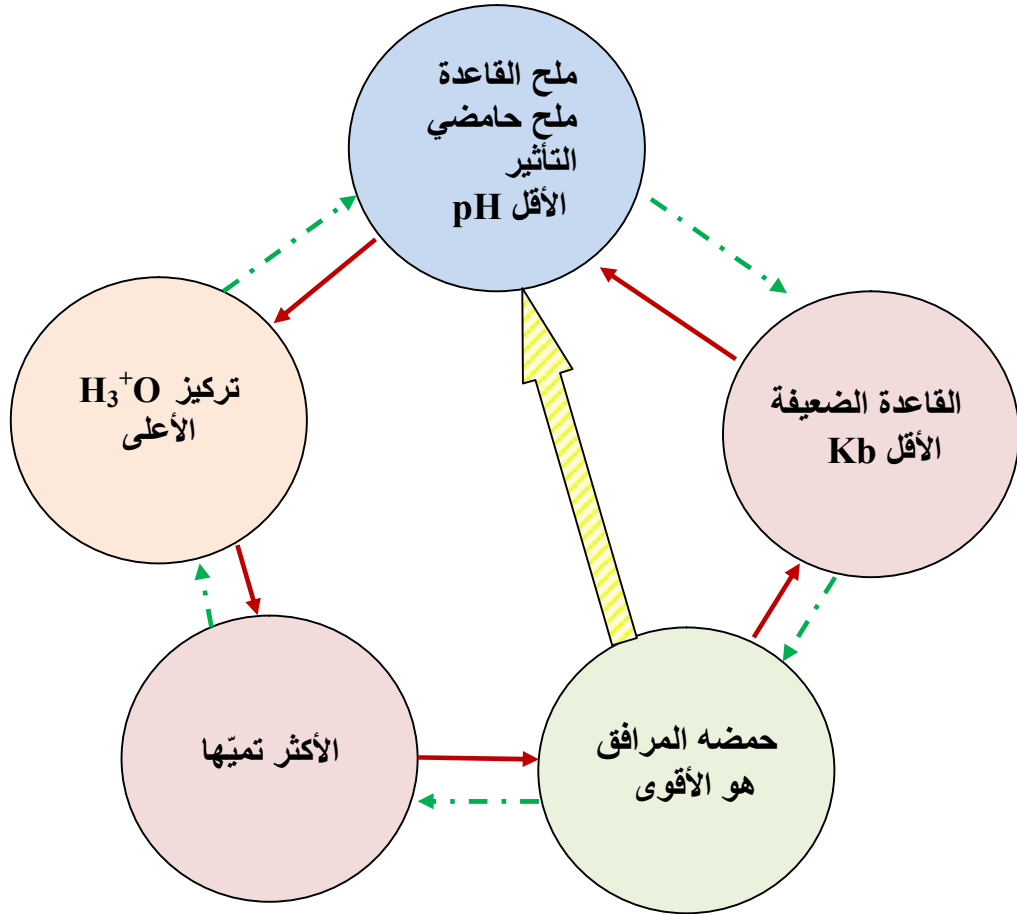 ملح القاعدة
ملح حامضي
التأثير
الأقل pH
القاعدة الضعيفة
الأقل Kb
تركيز H₃⁺O
الأعلى
الأكثر تميّها
حمضه المرافق
هو الأقوى